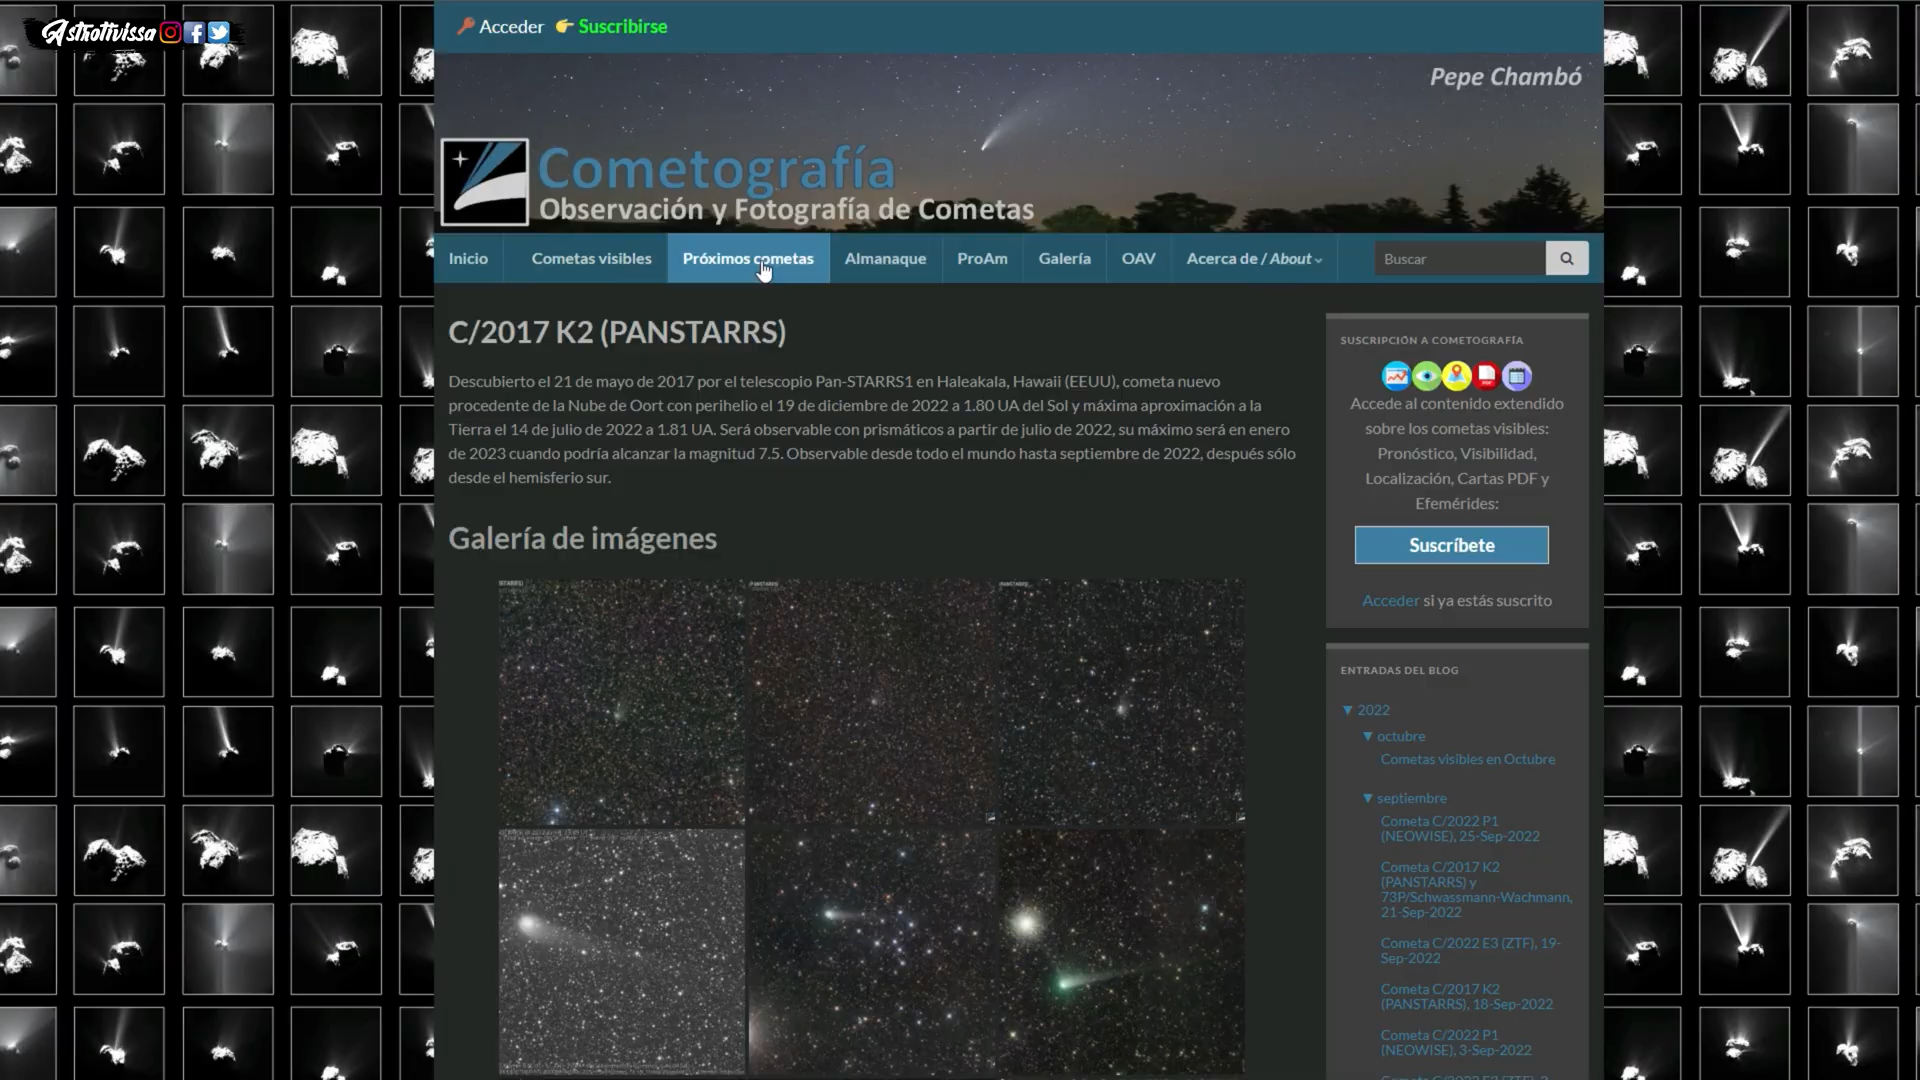 Astrotivissa
Acceder Suscribirse
Pepe Chambó
Cometografía
Observación y Fotografía de Cometas
Inicio Cometas visibles Próximos cometas Almanaque ProAm Galería OAV Acerca de / About Buscar
C/2017 K2 (PANSTARRS)
Descubierto el 21 de mayo de 2017 por el telescopio Pan-STARRS1 en Haleakala, Hawaii (EEUU), cometa nuevo
procedente de la Nube de Oort con perihelio el 19 de diciembre de 2022 a 1.80 UA del Sol y máxima aproximación a la
Tierra el 14 de julio de 2022 a 1.81 UA. Será observable con prismáticos a partir de julio de 2022, su máximo será en enero
de 2023 cuando podría alcanzar la magnitud 7.5. Observable desde todo el mundo hasta septiembre de 2022, después sólo
desde el hemisferio sur.
Galería de imágenes
SUSCRIPCIÓN A COMETOGRAFÍA
Accede al contenido extendido
sobre los cometas visibles:
Pronóstico, Visibilidad,
Localización, Cartas PDF y
Efemérides:
Suscríbete
Acceder si ya estás suscrito
ENTRADAS DEL BLOG
▼ 2022
▼ octubre
Cometas visibles en Octubre
▼ septiembre
Cometa C/2022 P1
(NEOWISE), 25-Sep-2022
Cometa C/2017 K2
(PANSTARRS) y
73P/Schwassmann-Wachmann,
21-Sep-2022
Cometa C/2022 E3 (ZTF), 19-
Sep-2022
Cometa C/2017 K2
(PANSTARRS), 18-Sep-2022
Cometa C/2022 P1
(NEOWISE), 3-Sep-2022